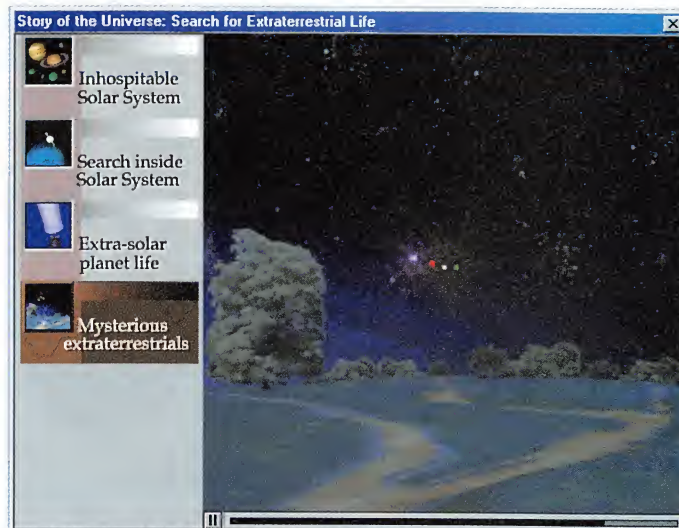 Story of the Universe: Search for Extraterrestrial Life
Inhospitable
Solar System
Search inside
Solar System
Extra-solar
planet life
Mysterious
extraterrestrials